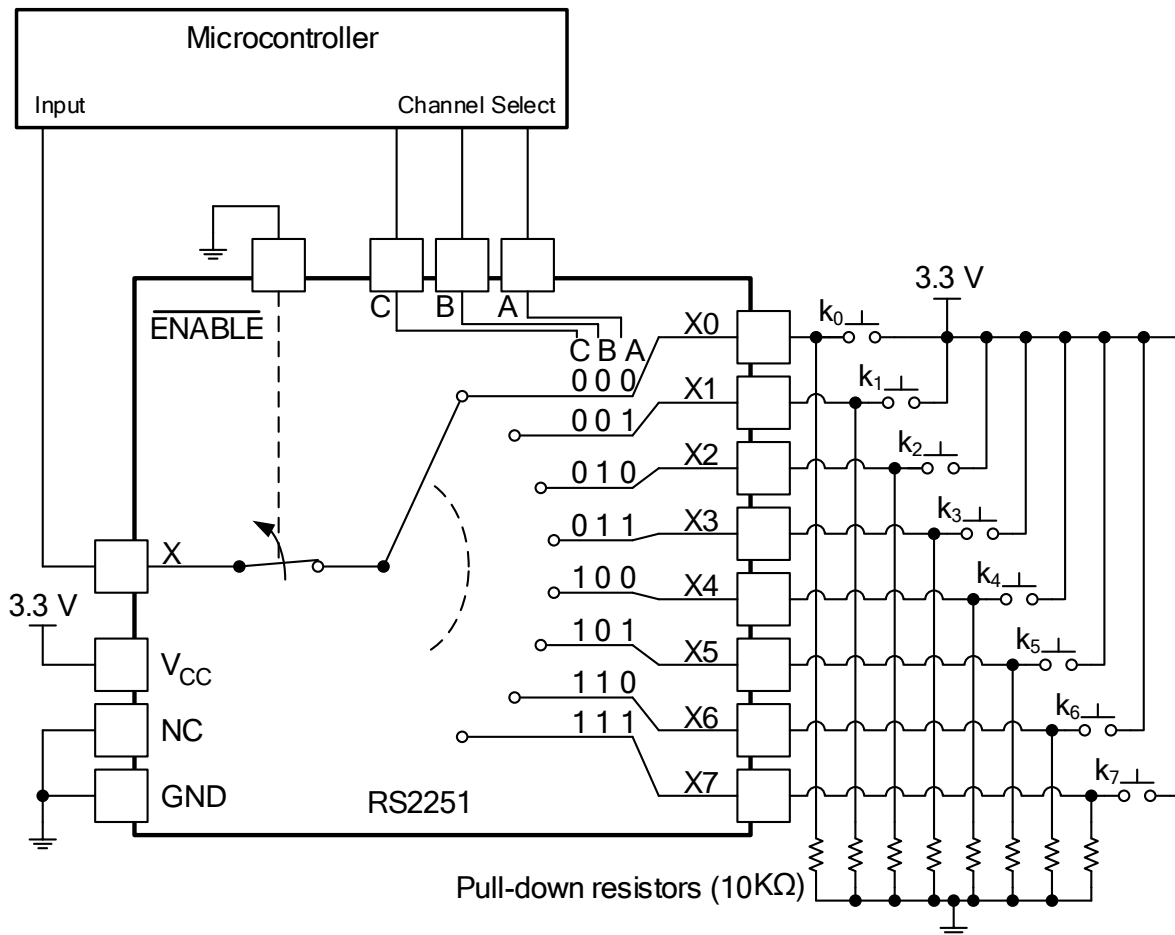 Microcontroller
Input
Channel Select
C
B
A
ENABLE
C B A
3.3 V
k0
X0
0 0 0
k1
X1
0 0 1
k2
X2
0 1 0
k3
X3
0 1 1
k4
X4
1 0 0
k5
X5
1 0 1
k6
X6
1 1 0
k7
X7
1 1 1
X
3.3 V
VCC
NC
GND
RS2251
Pull-down resistors (10KΩ)